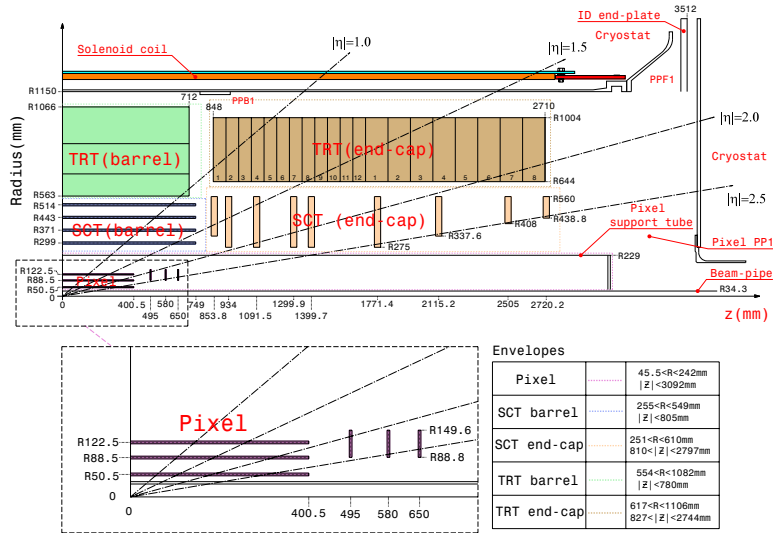 3512
ID end-plate
Cryostat
|η|=1.0
|η|=1.5
Solenoid coil
PPF1
R1150
PPB1
R1066
712
848
2710
R1004
Radius(mm)
TRT(barrel)
TRT(end-cap)
|η|=2.0
Cryostat
1 2 3 4 5 6 7 8 9 10 11 12 1 2 3 4 5 6 7 8
R644
R563
R514
R443
R371
R299
SCT(barrel)
SCT (end-cap)
R560
R438.8
R408
R337.6
R275
|η|=2.5
Pixel
support tube
Pixel PP1
R229
Beam-pipe
R122.5
R88.5
R50.5
Pixel
R34.3
0
0
400.5
580
749
934
1299.9
1771.4
2115.2
2505
2720.2
z(mm)
495
650
853.8
1091.5
1399.7
Pixel
R149.6
R122.5
R88.5
R88.8
R50.5
0
0
400.5
495
580
650
Envelopes
Pixel
45.5<R<242mm
|Z|<3092mm
SCT barrel
255<R<549mm
|Z|<805mm
SCT end-cap
251<R<610mm
810<|Z|<2797mm
TRT barrel
554<R<1082mm
|Z|<780mm
TRT end-cap
617<R<1106mm
827<|Z|<2744mm